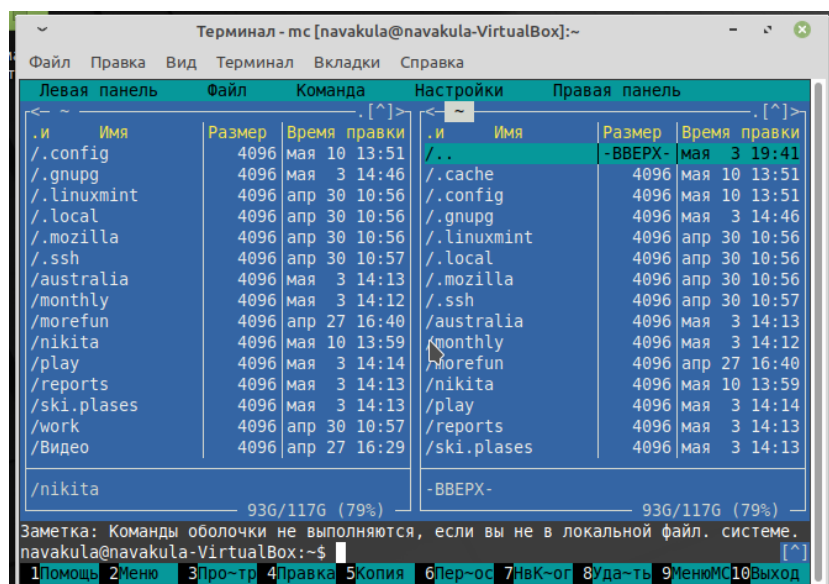 Терминал - mc [navakula@navakula-VirtualBox]:~
Файл Правка Вид Терминал Вкладки Справка
Левая панель Файл Команда Настройки Правая панель
<— ~ .[^]> <— ~ .[^]>
.и Имя Размер Время правки .и Имя Размер Время правки
/.config 4096 мая 10 13:51 /.. -ВВЕРХ- мая 3 19:41
/.gnupg 4096 мая 3 14:46 /.cache 4096 мая 10 13:51
/.linuxmint 4096 апр 30 10:56 /.config 4096 мая 10 13:51
/.local 4096 апр 30 10:56 /.gnupg 4096 мая 3 14:46
/.mozilla 4096 апр 30 10:56 /.linuxmint 4096 апр 30 10:56
/.ssh 4096 апр 30 10:57 /.local 4096 апр 30 10:56
/australia 4096 мая 3 14:13 /.mozilla 4096 апр 30 10:56
/monthly 4096 мая 3 14:12 /.ssh 4096 апр 30 10:57
/morefun 4096 апр 27 16:40 /australia 4096 мая 3 14:13
/nikita 4096 мая 10 13:59 /monthly 4096 мая 3 14:12
/play 4096 мая 3 14:14 /morefun 4096 апр 27 16:40
/reports 4096 мая 3 14:13 /nikita 4096 мая 10 13:59
/ski.plases 4096 мая 3 14:13 /play 4096 мая 3 14:14
/work 4096 апр 30 10:57 /reports 4096 мая 3 14:13
/Видео 4096 апр 27 16:29 /ski.plases 4096 мая 3 14:13
/nikita -ВВЕРХ-
93G/117G (79%) 93G/117G (79%)
Заметка: Команды оболочки не выполняются, если вы не в локальной файл. системе.
navakula@navakula-VirtualBox:~$ [^]
1Помощь 2Меню 3Про~тр 4Правка 5Копия 6Пер~ос 7НвК~ог 8Уда~ть 9МенюMC 10Выход